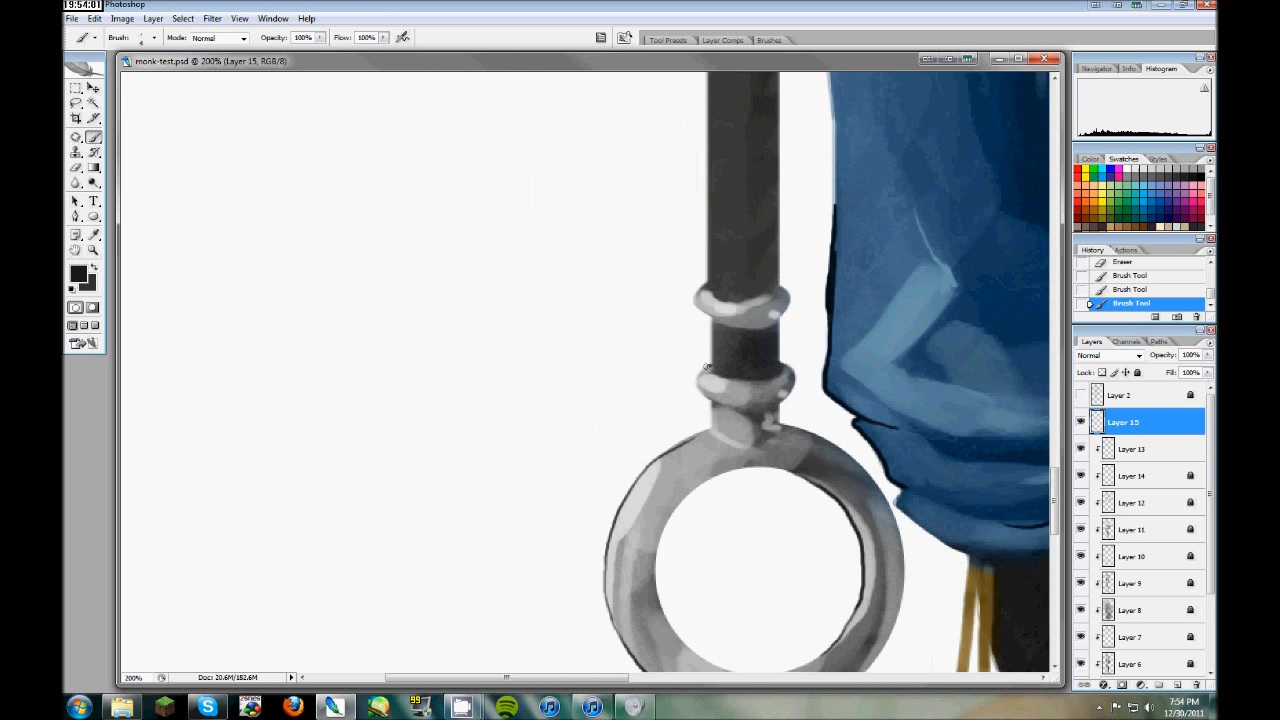 19:54:01 Photoshop
File Edit Image Layer Select Filter View Window Help
Brush: 4 Mode: Normal Opacity: 100% Flow: 100% Tool Presets Layer Comps Brushes
monk-test.psd @ 200% (Layer 15, RGB/8)
Navigator Info Histogram
Color Swatches Styles
History Actions
Eraser
Brush Tool
Brush Tool
Brush Tool
Layers Channels Paths
Normal Opacity: 100%
Lock: Fill: 100%
Layer 2
Layer 15
Layer 13
Layer 14
Layer 12
Layer 11
Layer 10
Layer 9
Layer 8
Layer 7
Layer 6
200% Doc: 20.6M/182.6M
99
7:54 PM
12/30/2011